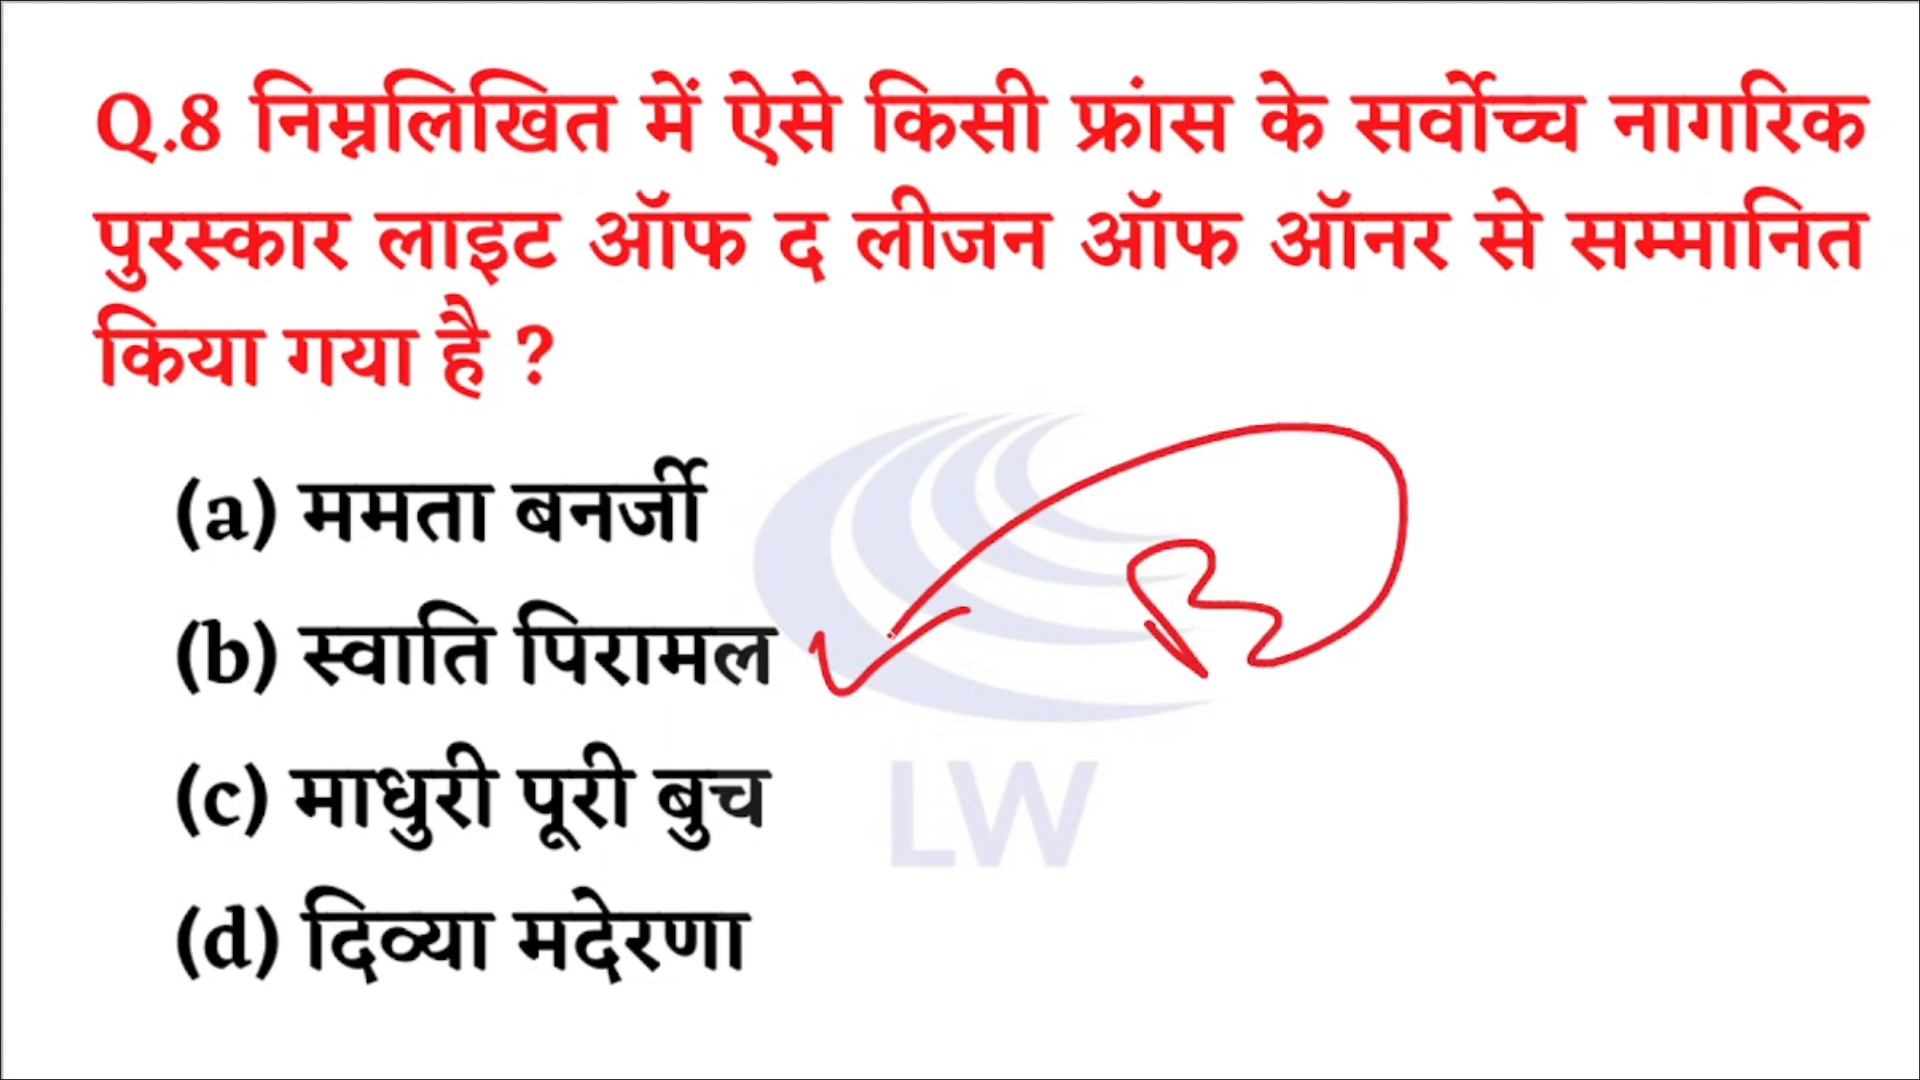 Q.8 निम्नलिखित में ऐसे किसी फ्रांस के सर्वोच्च नागरिक
पुरस्कार लाइट ऑफ द लीजन ऑफ ऑनर से सम्मानित
किया गया है ?
(a) ममता बनर्जी
(b) स्वाति पिरामल
(c) माधुरी पूरी बुच
(d) दिव्या मदेरणा
LW